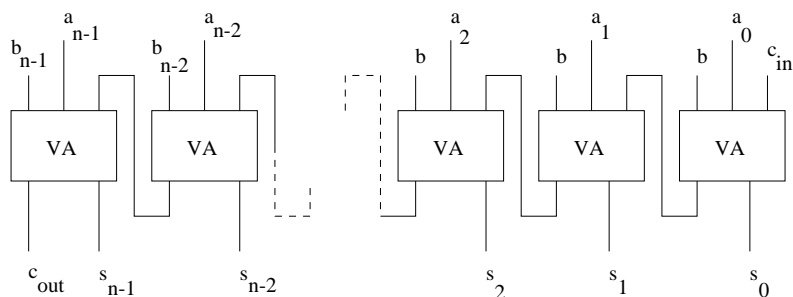 a n-1 a n-2 a 2 a 1 a 0
b n-1 b n-2 b b b c in
VA VA VA VA VA
c out s n-1 s n-2 s 2 s 1 s 0